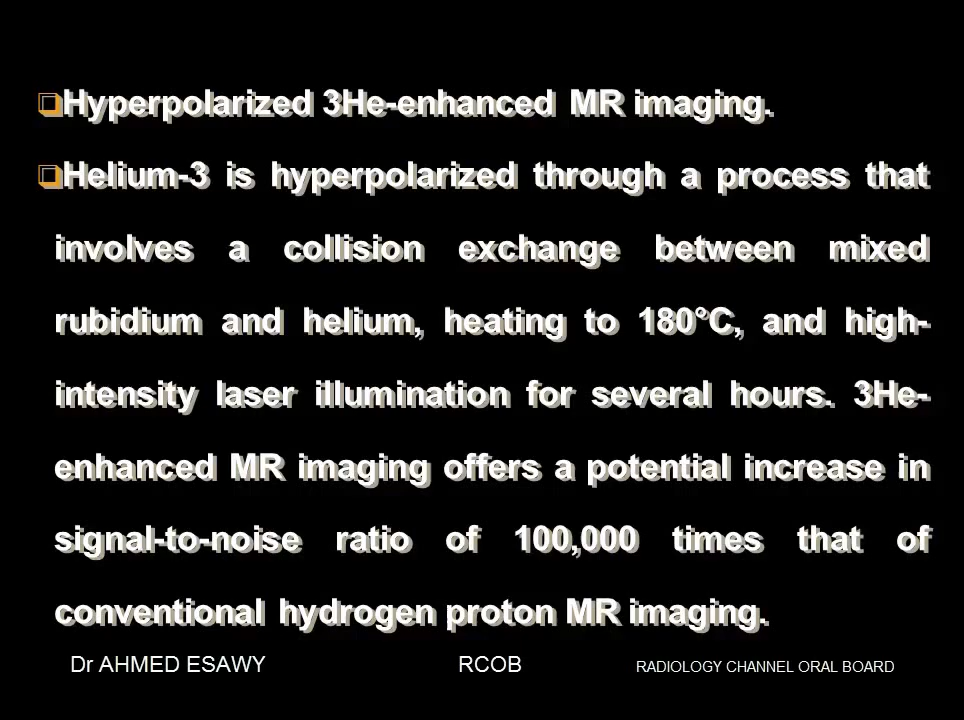 ❑Hyperpolarized 3He-enhanced MR imaging.
❑Helium-3 is hyperpolarized through a process that
involves a collision exchange between mixed
rubidium and helium, heating to 180°C, and high-
intensity laser illumination for several hours. 3He-
enhanced MR imaging offers a potential increase in
signal-to-noise ratio of 100,000 times that of
conventional hydrogen proton MR imaging.
Dr AHMED ESAWY RCOB RADIOLOGY CHANNEL ORAL BOARD